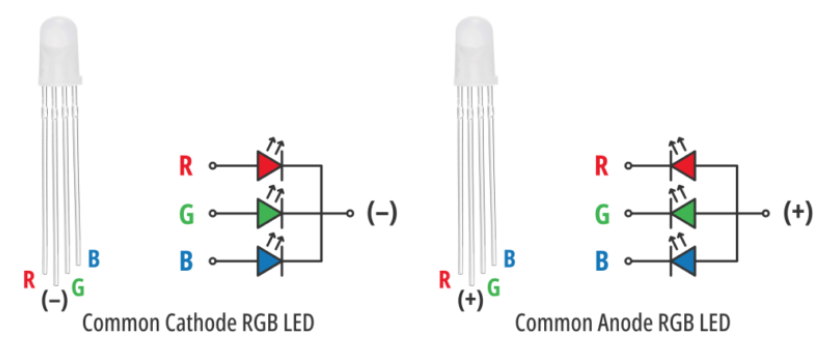 R
G
B
(–)
R
(–)
G
B
Common Cathode RGB LED
R
G
B
(+)
R
(+)
G
B
Common Anode RGB LED